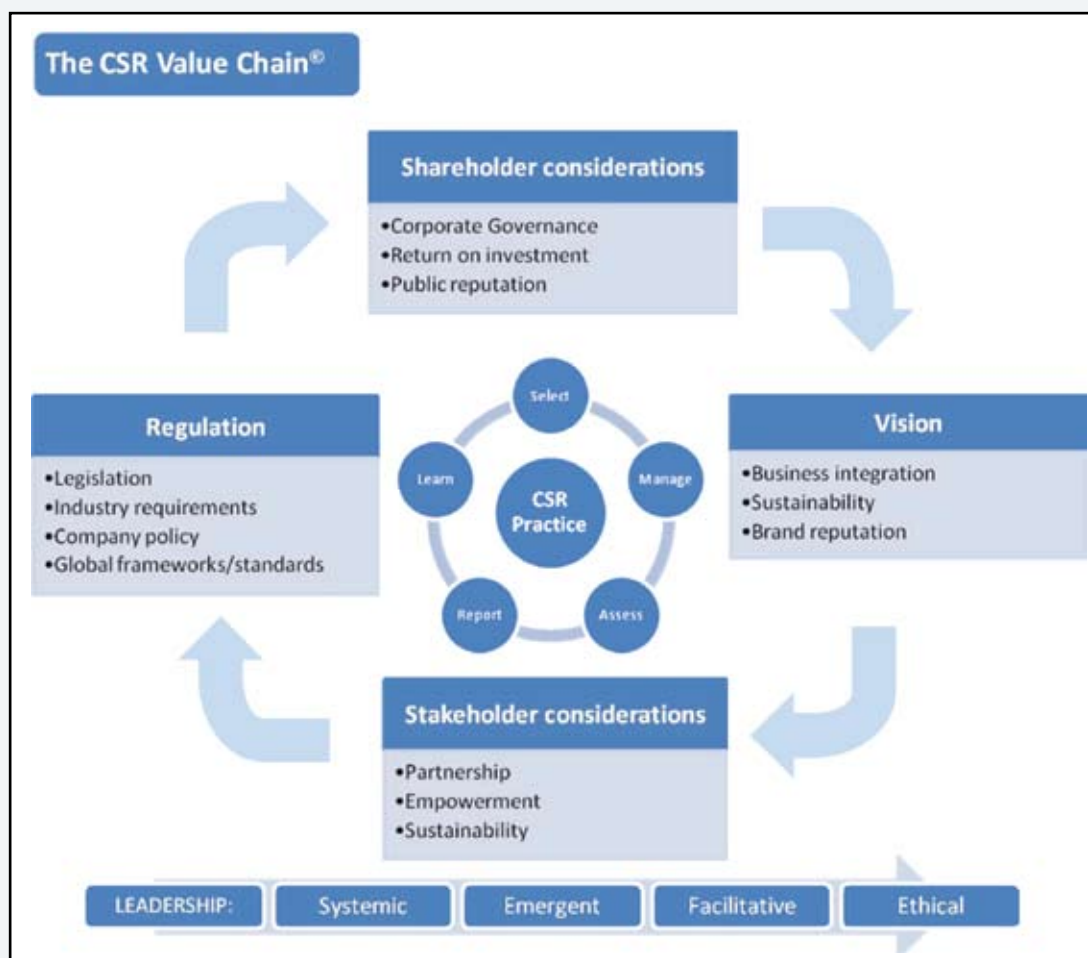 The CSR Value Chain©
Shareholder considerations
•Corporate Governance
•Return on investment
•Public reputation
Regulation
•Legislation
•Industry requirements
•Company policy
•Global frameworks/standards
Select
Learn
Manage
CSR
Practice
Report
Assess
Vision
•Business integration
•Sustainability
•Brand reputation
Stakeholder considerations
•Partnership
•Empowerment
•Sustainability
LEADERSHIP:
Systemic
Emergent
Facilitative
Ethical